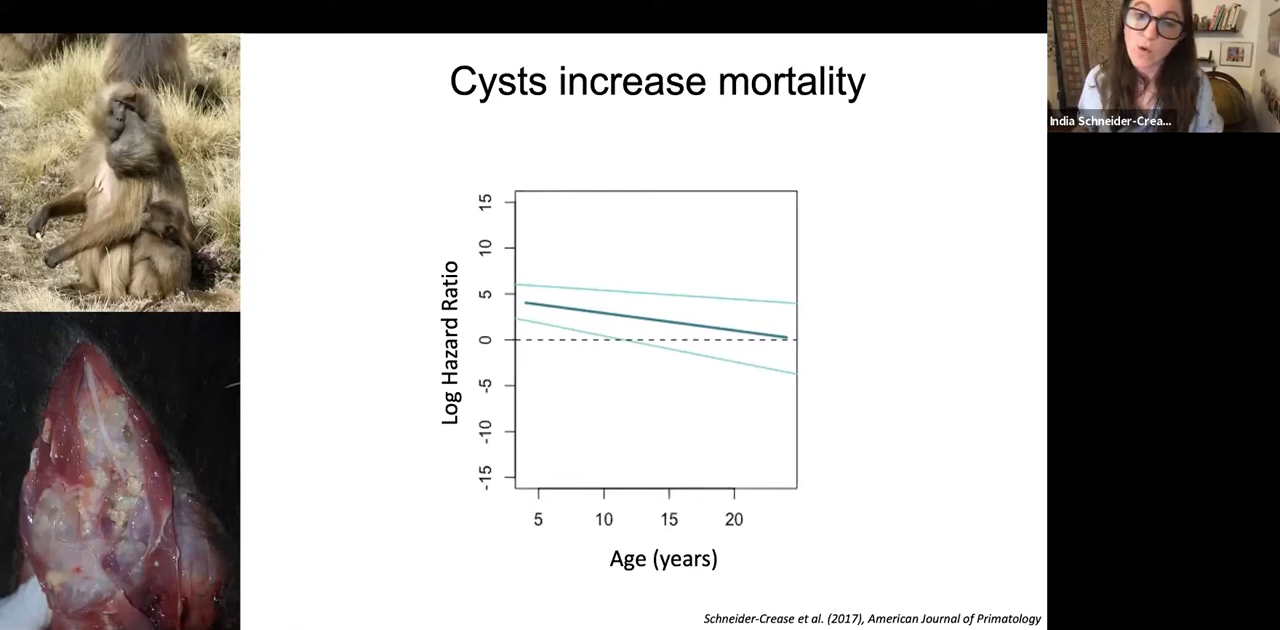 Cysts increase mortality
India Schneider-Crea...
Log Hazard Ratio
15
10
5
0
-5
-10
-15
5 10 15 20
Age (years)
Schneider-Crease et al. (2017), American Journal of Primatology